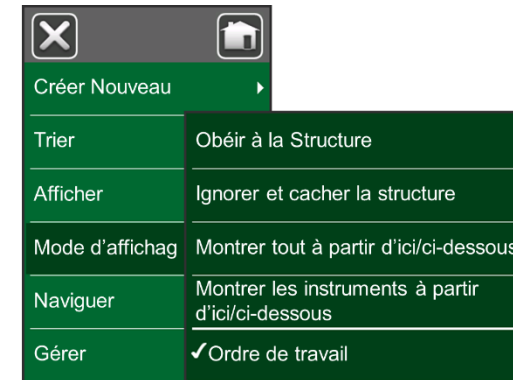 Créer Nouveau
Trier
Afficher
Mode d'affichag
Naviguer
Gérer
Obéir à la Structure
Ignorer et cacher la structure
Montrer tout à partir d'ici/ci-dessous
Montrer les instruments à partir
d'ici/ci-dessous
✓Ordre de travail